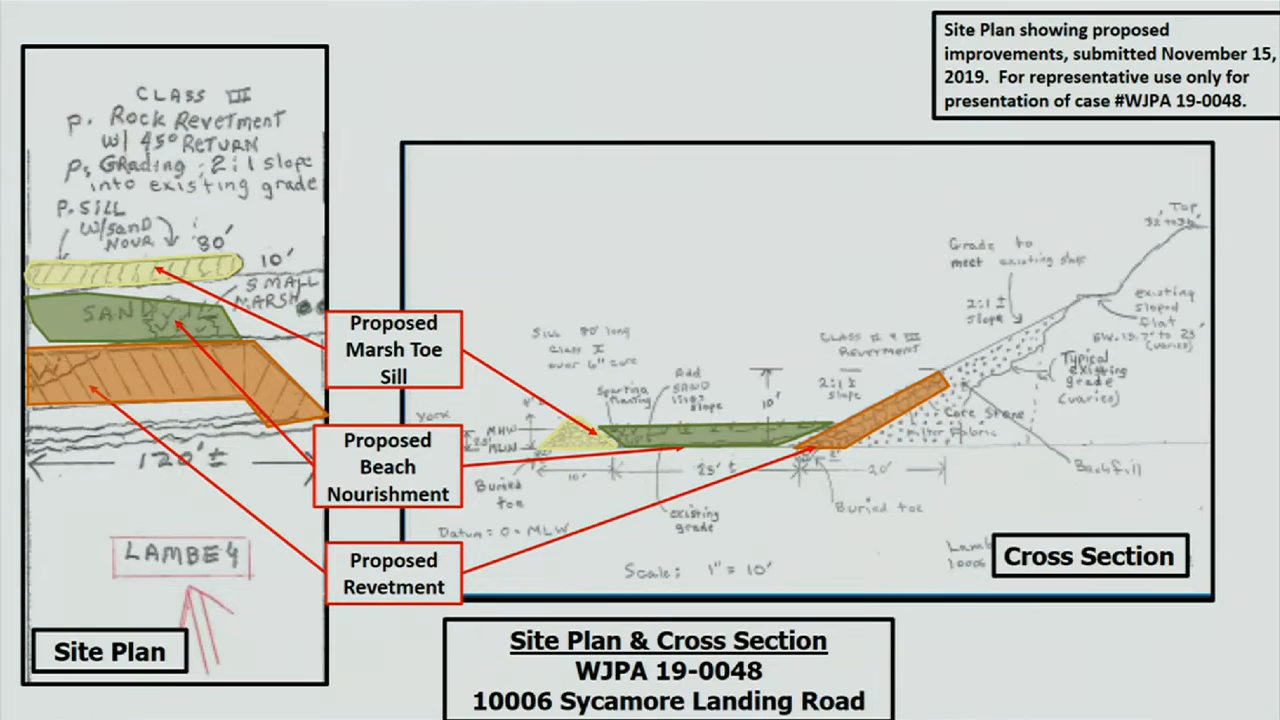 Site Plan showing proposed
improvements, submitted November 15,
2019. For representative use only for
presentation of case #WJPA 19-0048.
CLASS III
P. Rock Revetment
w/ 45° RETURN
P. GRading : 2:1 slope
into existing grade
P. SILL
W/SAND
NOUR.
80'
10'
SMALL
MARSH
SAND
120' ±
LAMBE4
Site Plan
Proposed
Marsh Toe
Sill
Proposed
Beach
Nourishment
Proposed
Revetment
Top
Grade to
meet existing slope
2:1 ±
slope
existing
sloped
flat
(varies)
Typical
existing
grade
(varies)
Sill 80' long
Class I
over 6" core
CLASS II & III
REVETMENT
2:1 ±
slope
Add
SAND
slope
Planting
10'
York
MHW
MLW
Core Stone
Filter Fabric
Backfill
10'
25' ±
20'
Buried
toe
existing
grade
Buried toe
Datum: 0 = MLW
Scale: 1" = 10'
10006
Cross Section
Site Plan & Cross Section
WJPA 19-0048
10006 Sycamore Landing Road